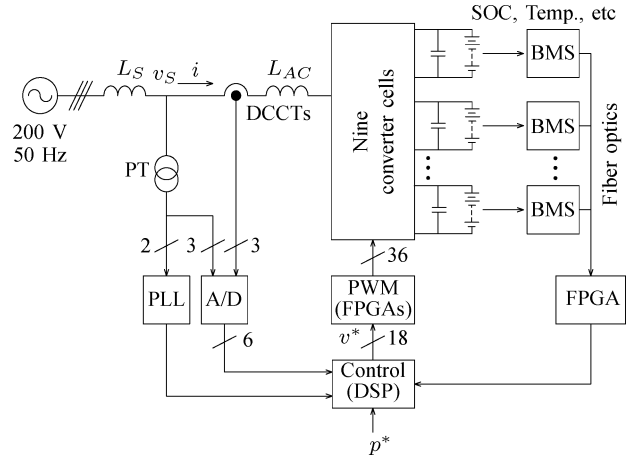 SOC, Temp., etc
L_S
v_S
i
L_AC
DCCTs
200 V
50 Hz
PT
Nine
converter cells
BMS
BMS
BMS
Fiber optics
2
3
3
36
PLL
A/D
PWM
(FPGAs)
FPGA
6
v*
18
Control
(DSP)
p*